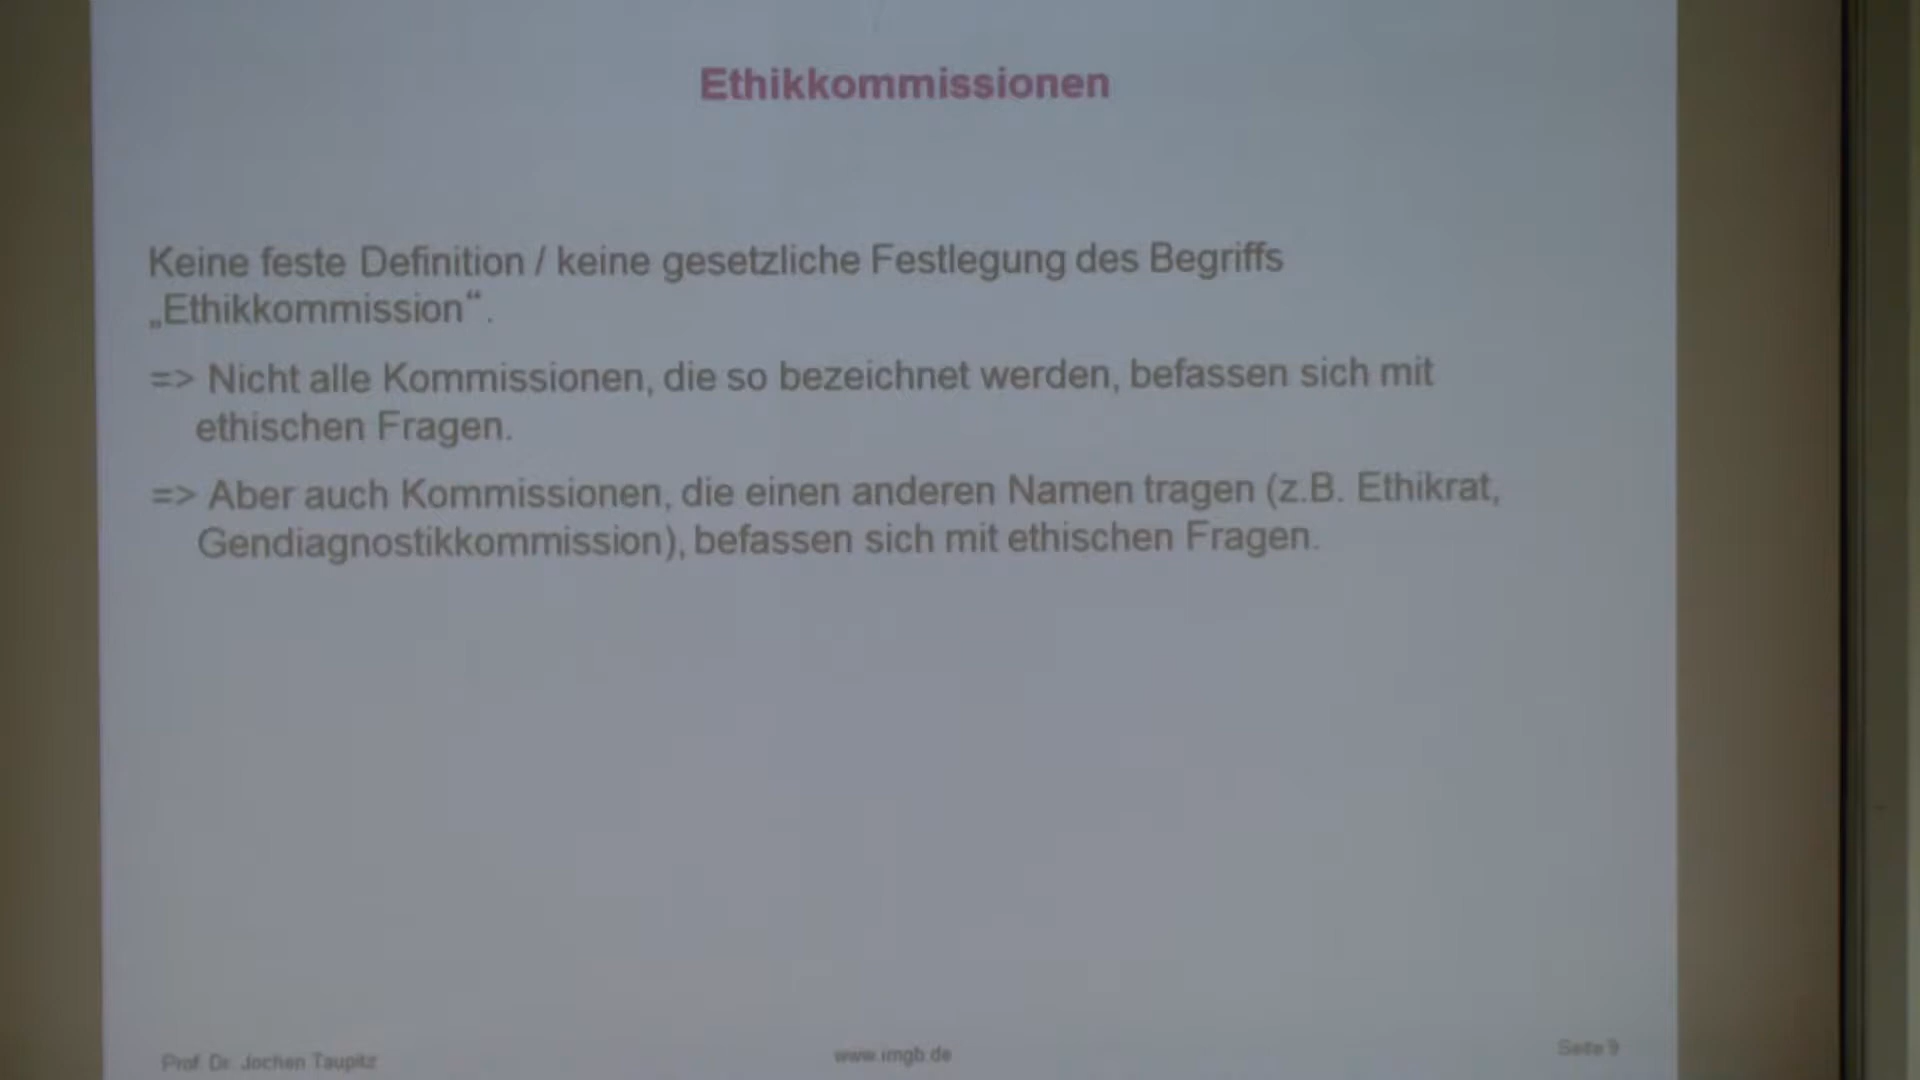 Ethikkommissionen
Keine feste Definition / keine gesetzliche Festlegung des Begriffs
„Ethikkommission“.
=> Nicht alle Kommissionen, die so bezeichnet werden, befassen sich mit
ethischen Fragen.
=> Aber auch Kommissionen, die einen anderen Namen tragen (z.B. Ethikrat,
Gendiagnostikkommission), befassen sich mit ethischen Fragen.
Prof. Dr. Jochen Taupitz
www.imgb.de
Seite 9